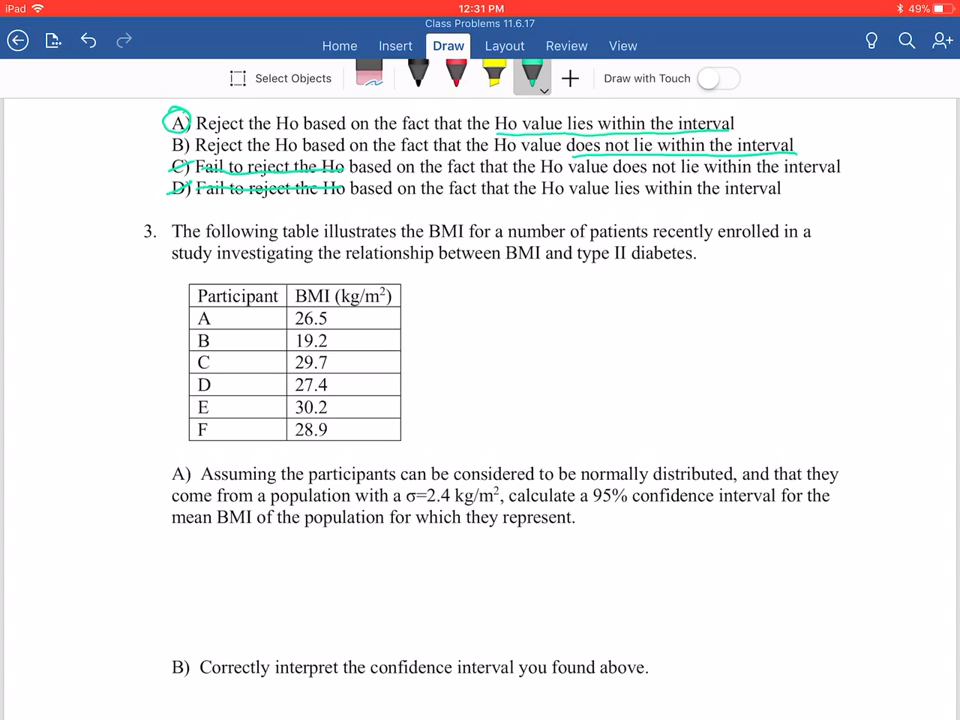 iPad 12:31 PM 49%
Class Problems 11.6.17
Home Insert Draw Layout Review View
Select Objects Draw with Touch
A) Reject the Ho based on the fact that the Ho value lies within the interval
B) Reject the Ho based on the fact that the Ho value does not lie within the interval
C) Fail to reject the Ho based on the fact that the Ho value does not lie within the interval
D) Fail to reject the Ho based on the fact that the Ho value lies within the interval
3. The following table illustrates the BMI for a number of patients recently enrolled in a
study investigating the relationship between BMI and type II diabetes.
Participant BMI (kg/m²)
A 26.5
B 19.2
C 29.7
D 27.4
E 30.2
F 28.9
A) Assuming the participants can be considered to be normally distributed, and that they
come from a population with a σ=2.4 kg/m², calculate a 95% confidence interval for the
mean BMI of the population for which they represent.
B) Correctly interpret the confidence interval you found above.